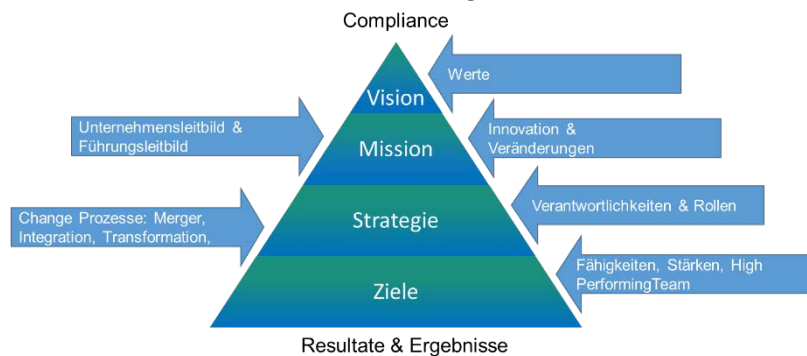 Compliance
Werte
Vision
Unternehmensleitbild &
Führungsleitbild
Innovation &
Veränderungen
Mission
Change Prozesse: Merger,
Integration, Transformation,
Strategie
Verantwortlichkeiten & Rollen
Fähigkeiten, Stärken, High
PerformingTeam
Ziele
Resultate & Ergebnisse